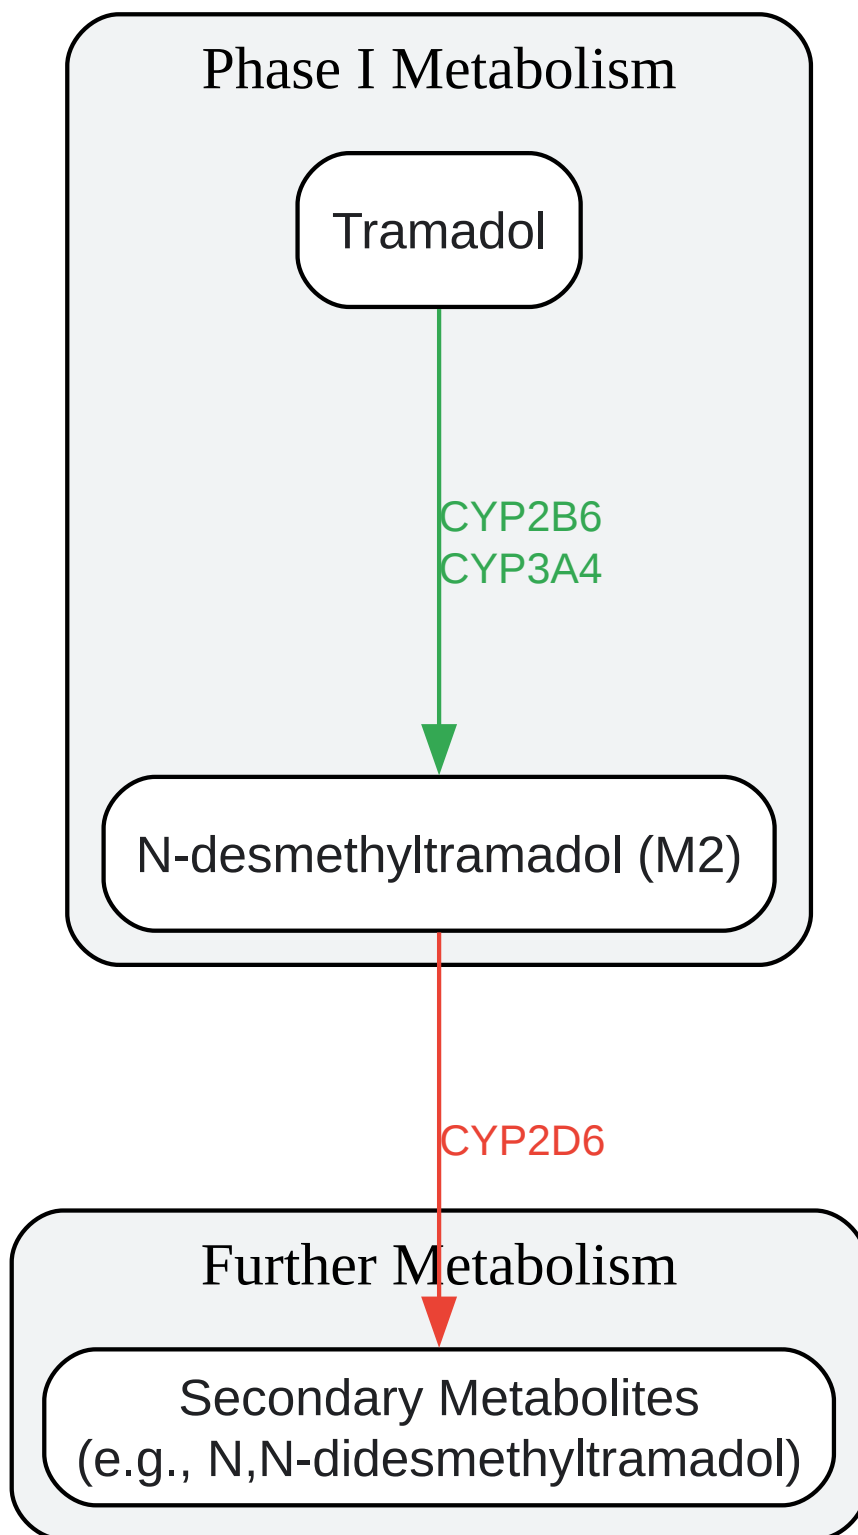 Phase I Metabolism
Tramadol
CYP2B6
CYP3A4
N-desmethyltramadol (M2)
CYP2D6
Further Metabolism
Secondary Metabolites
(e.g., N,N-didesmethyltramadol)